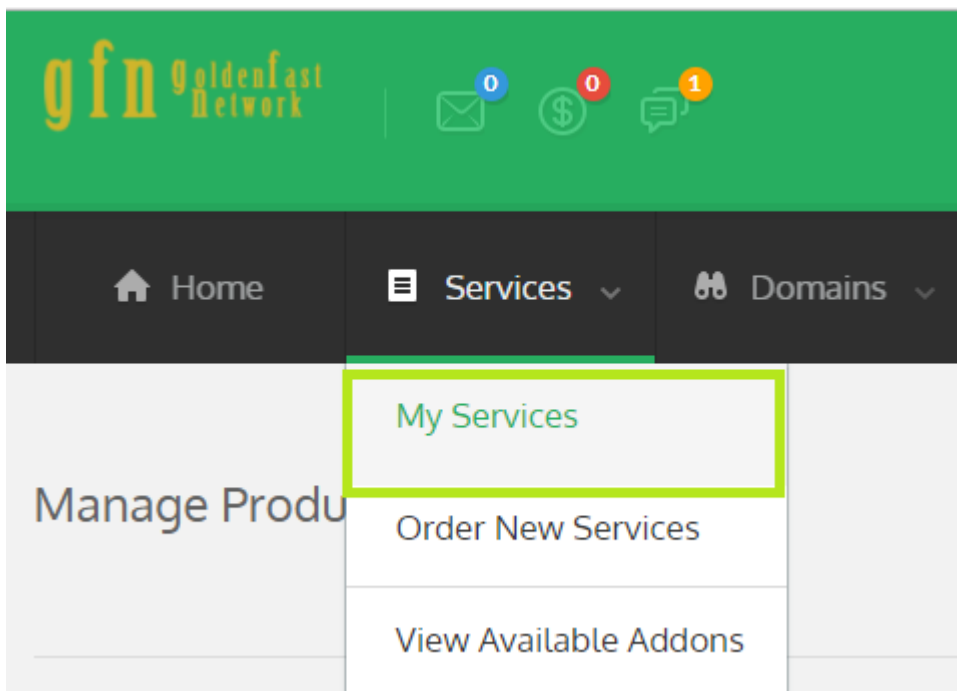 gfn goldenfast
network
0
0
1
Home
Services
Domains
My Services
Manage Produ
Order New Services
View Available Addons